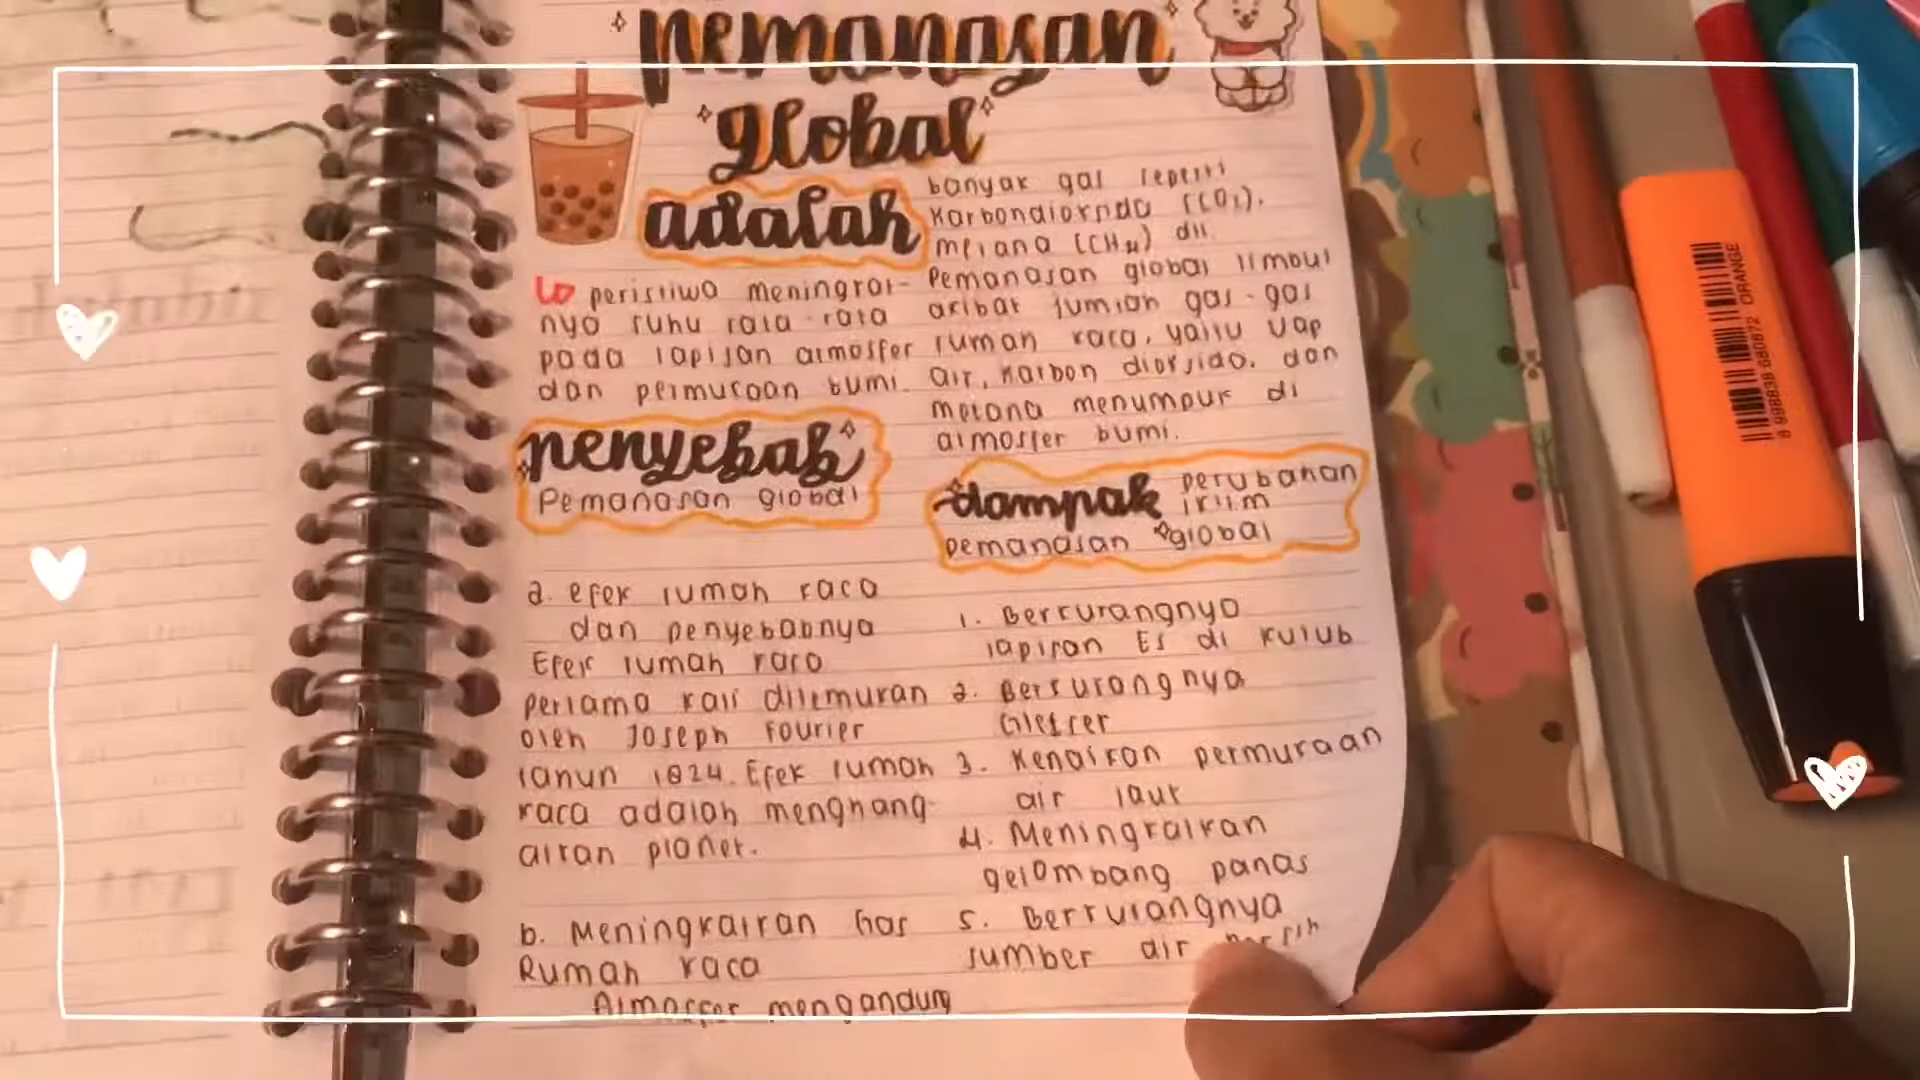 pemanasan
global
adalah
↳ peristiwa meningkat-
nya suhu rata-rata
pada lapisan atmosfer
dan permukaan bumi.
penyebab
Pemanasan global
a. Efek rumah kaca
dan penyebabnya
Efek rumah kaca
pertama kali ditemukan
oleh Joseph Fourier
tahun 1824. Efek rumah
kaca adalah menghang-
atkan planet.
b. Meningkatkan Gas
Rumah kaca
Atmosfer mengandung
banyak gas seperti
karbondioksida (CO2),
metana (CH4) dll.
Pemanasan global timbul
akibat jumlah gas-gas
rumah kaca, yaitu uap
air, karbon dioksida, dan
metana menumpuk di
atmosfer bumi.
dampak perubahan
iklim
pemanasan global
1. Berkurangnya
lapisan Es di kutub
2. Berkurangnya
Gletser
3. Kenaikan permukaan
air laut
4. Meningkatkan
gelombang panas
5. Berkurangnya
sumber air bersih
8 998838 680872 ORANGE